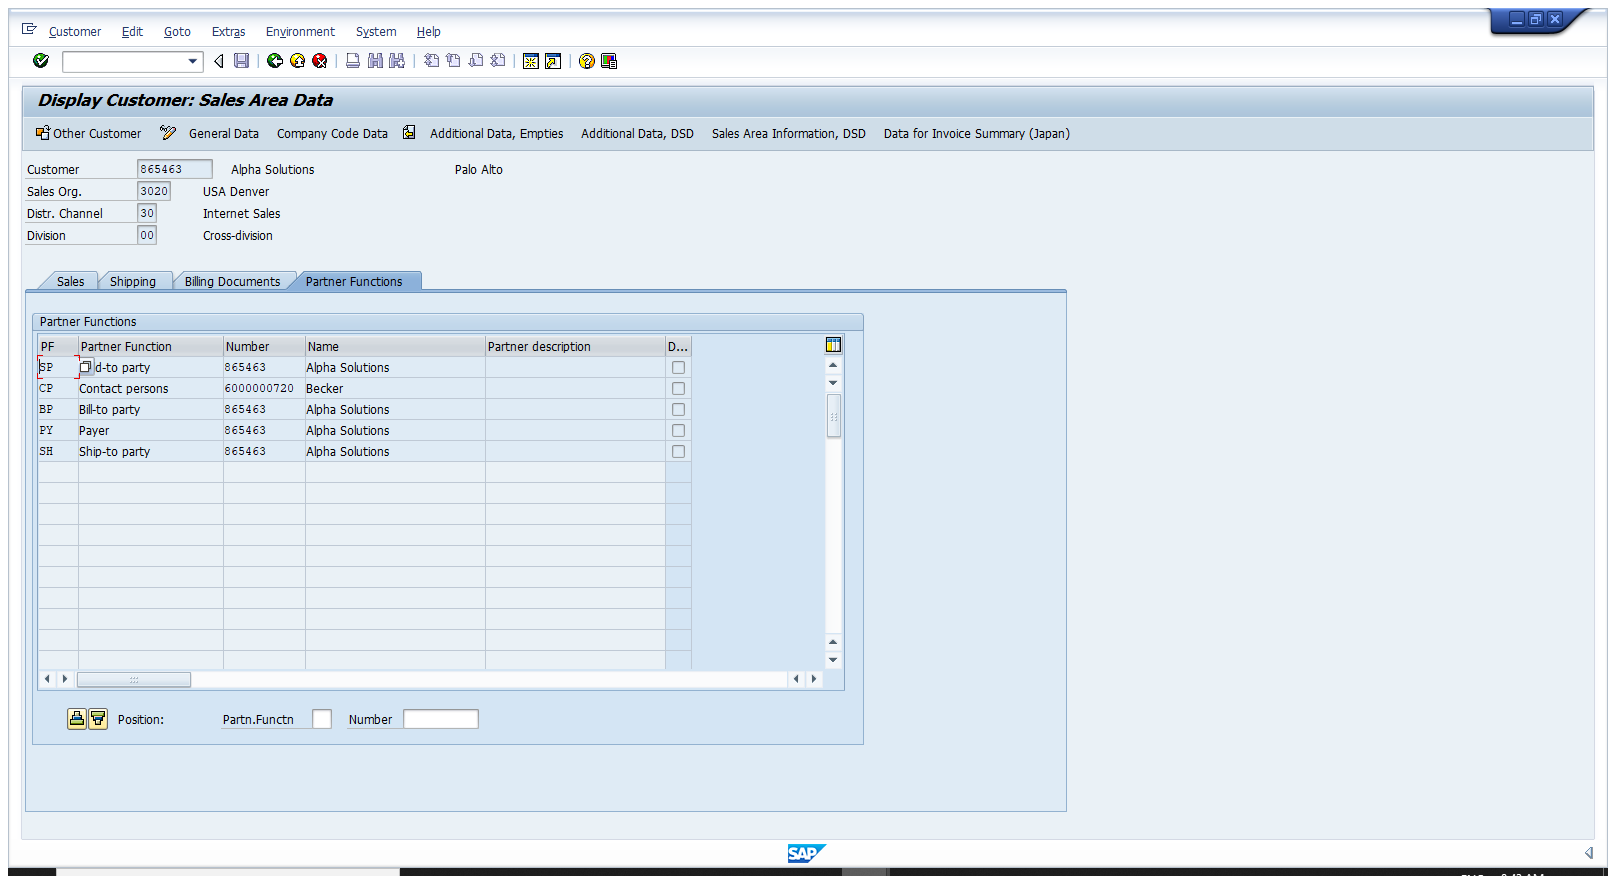 Customer Edit Goto Extras Environment System Help
Display Customer: Sales Area Data
Other Customer General Data Company Code Data Additional Data, Empties Additional Data, DSD Sales Area Information, DSD Data for Invoice Summary (Japan)
Customer 865463 Alpha Solutions Palo Alto
Sales Org. 3020 USA Denver
Distr. Channel 30 Internet Sales
Division 00 Cross-division
Sales Shipping Billing Documents Partner Functions
Partner Functions
PF Partner Function Number Name Partner description D...
SP d-to party 865463 Alpha Solutions
CP Contact persons 6000000720 Becker
BP Bill-to party 865463 Alpha Solutions
PY Payer 865463 Alpha Solutions
SH Ship-to party 865463 Alpha Solutions
Position: Partn.Functn Number
SAP